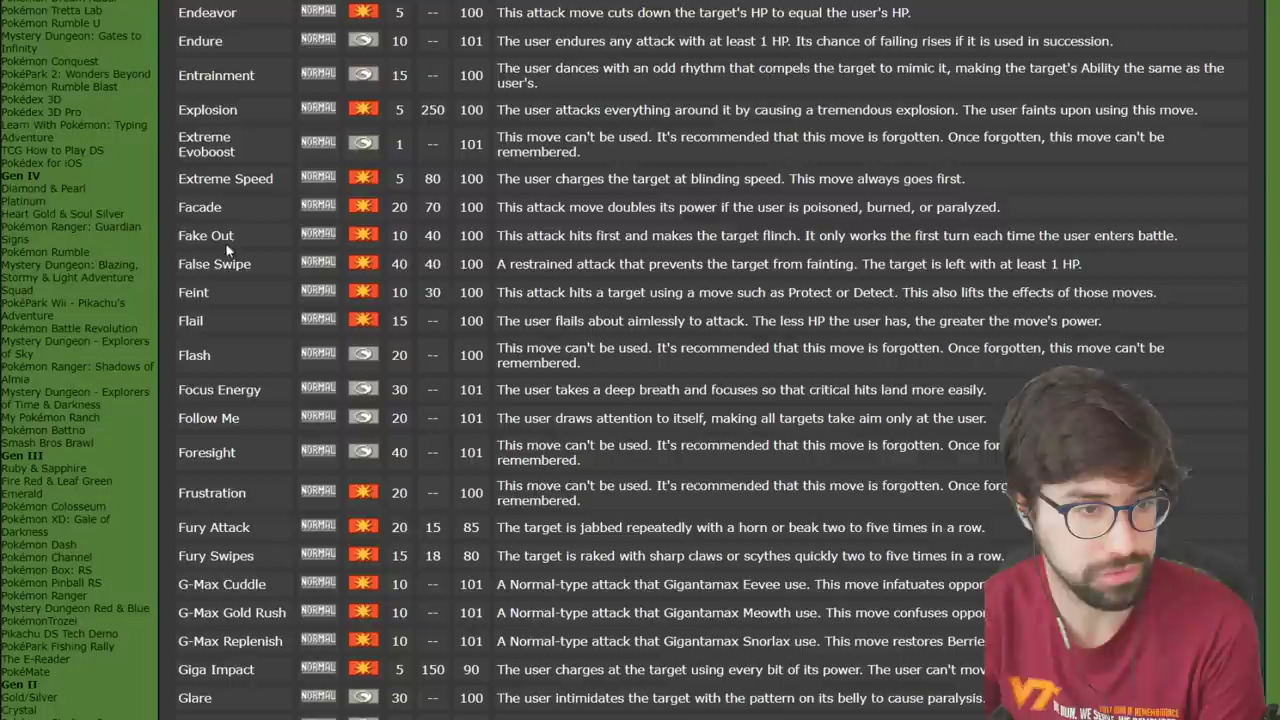 Pokémon Tretta Lab
Pokémon Rumble U
Mystery Dungeon: Gates to
Infinity
Pokémon Conquest
PokéPark 2: Wonders Beyond
Pokémon Rumble Blast
Pokédex 3D
Pokédex 3D Pro
Learn With Pokémon: Typing
Adventure
TCG How to Play DS
Pokédex for iOS
Gen IV
Diamond & Pearl
Platinum
Heart Gold & Soul Silver
Pokémon Ranger: Guardian
Signs
Pokémon Rumble
Mystery Dungeon: Blazing,
Stormy & Light Adventure
Squad
PokéPark Wii - Pikachu's
Adventure
Pokémon Battle Revolution
Mystery Dungeon - Explorers
of Sky
Pokémon Ranger: Shadows of
Almia
Mystery Dungeon - Explorers
of Time & Darkness
My Pokémon Ranch
Pokémon Battrio
Smash Bros Brawl
Gen III
Ruby & Sapphire
Fire Red & Leaf Green
Emerald
Pokémon Colosseum
Pokémon XD: Gale of
Darkness
Pokémon Dash
Pokémon Channel
Pokémon Box: RS
Pokémon Pinball RS
Pokémon Ranger
Mystery Dungeon Red & Blue
PokémonTrozei
Pikachu DS Tech Demo
PokéPark Fishing Rally
The E-Reader
PokéMate
Gen II
Gold/Silver
Crystal
Endeavor NORMAL 5 -- 100 This attack move cuts down the target's HP to equal the user's HP.
Endure NORMAL 10 -- 101 The user endures any attack with at least 1 HP. Its chance of failing rises if it is used in succession.
Entrainment NORMAL 15 -- 100 The user dances with an odd rhythm that compels the target to mimic it, making the target's Ability the same as the
user's.
Explosion NORMAL 5 250 100 The user attacks everything around it by causing a tremendous explosion. The user faints upon using this move.
Extreme
Evoboost NORMAL 1 -- 101 This move can't be used. It's recommended that this move is forgotten. Once forgotten, this move can't be
remembered.
Extreme Speed NORMAL 5 80 100 The user charges the target at blinding speed. This move always goes first.
Facade NORMAL 20 70 100 This attack move doubles its power if the user is poisoned, burned, or paralyzed.
Fake Out NORMAL 10 40 100 This attack hits first and makes the target flinch. It only works the first turn each time the user enters battle.
False Swipe NORMAL 40 40 100 A restrained attack that prevents the target from fainting. The target is left with at least 1 HP.
Feint NORMAL 10 30 100 This attack hits a target using a move such as Protect or Detect. This also lifts the effects of those moves.
Flail NORMAL 15 -- 100 The user flails about aimlessly to attack. The less HP the user has, the greater the move's power.
Flash NORMAL 20 -- 100 This move can't be used. It's recommended that this move is forgotten. Once forgotten, this move can't be
remembered.
Focus Energy NORMAL 30 -- 101 The user takes a deep breath and focuses so that critical hits land more easily.
Follow Me NORMAL 20 -- 101 The user draws attention to itself, making all targets take aim only at the user.
Foresight NORMAL 40 -- 101 This move can't be used. It's recommended that this move is forgotten. Once for
remembered.
Frustration NORMAL 20 -- 100 This move can't be used. It's recommended that this move is forgotten. Once forg
remembered.
Fury Attack NORMAL 20 15 85 The target is jabbed repeatedly with a horn or beak two to five times in a row.
Fury Swipes NORMAL 15 18 80 The target is raked with sharp claws or scythes quickly two to five times in a row.
G-Max Cuddle NORMAL 10 -- 101 A Normal-type attack that Gigantamax Eevee use. This move infatuates oppor
G-Max Gold Rush NORMAL 10 -- 101 A Normal-type attack that Gigantamax Meowth use. This move confuses oppo
G-Max Replenish NORMAL 10 -- 101 A Normal-type attack that Gigantamax Snorlax use. This move restores Berrie
Giga Impact NORMAL 5 150 90 The user charges at the target using every bit of its power. The user can't mov
Glare NORMAL 30 -- 100 The user intimidates the target with the pattern on its belly to cause paralysis.
VT